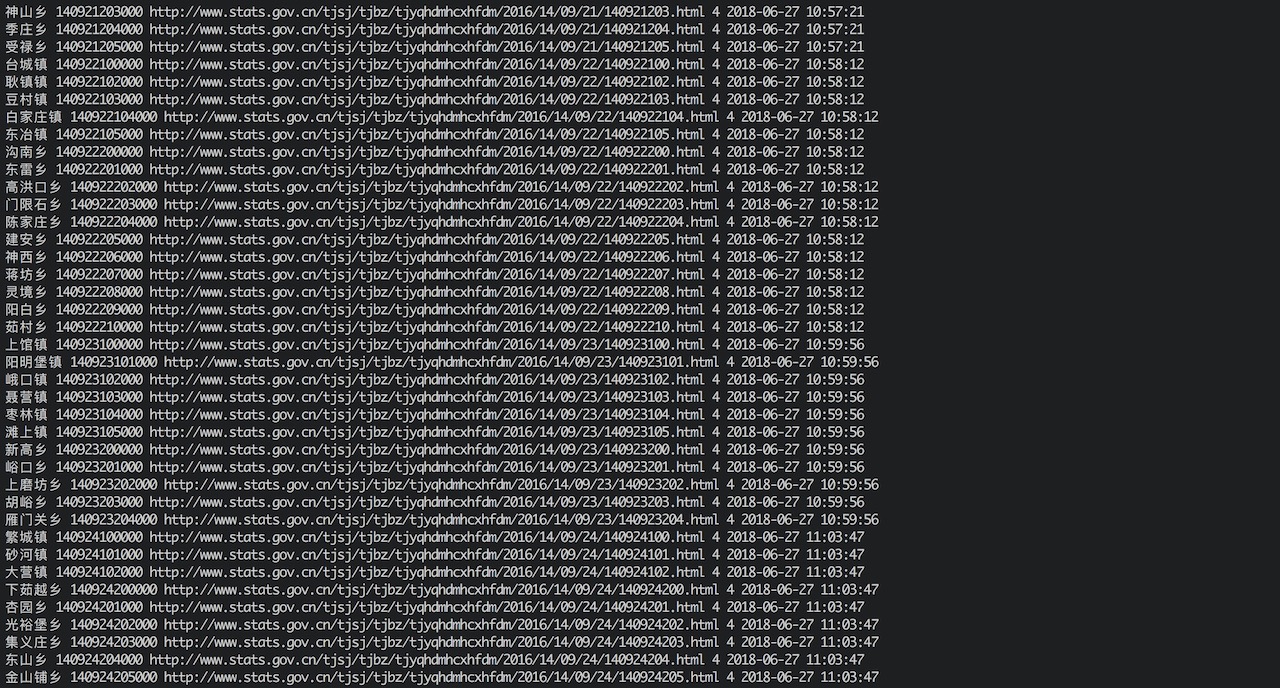 神山乡 140921203000 http://www.stats.gov.cn/tjsj/tjbz/tjyqhdmhcxhfdm/2016/14/09/21/140921203.html 4 2018-06-27 10:57:21
季庄乡 140921204000 http://www.stats.gov.cn/tjsj/tjbz/tjyqhdmhcxhfdm/2016/14/09/21/140921204.html 4 2018-06-27 10:57:21
受禄乡 140921205000 http://www.stats.gov.cn/tjsj/tjbz/tjyqhdmhcxhfdm/2016/14/09/21/140921205.html 4 2018-06-27 10:57:21
台城镇 140922100000 http://www.stats.gov.cn/tjsj/tjbz/tjyqhdmhcxhfdm/2016/14/09/22/140922100.html 4 2018-06-27 10:58:12
耿镇镇 140922102000 http://www.stats.gov.cn/tjsj/tjbz/tjyqhdmhcxhfdm/2016/14/09/22/140922102.html 4 2018-06-27 10:58:12
豆村镇 140922103000 http://www.stats.gov.cn/tjsj/tjbz/tjyqhdmhcxhfdm/2016/14/09/22/140922103.html 4 2018-06-27 10:58:12
白家庄镇 140922104000 http://www.stats.gov.cn/tjsj/tjbz/tjyqhdmhcxhfdm/2016/14/09/22/140922104.html 4 2018-06-27 10:58:12
东冶镇 140922105000 http://www.stats.gov.cn/tjsj/tjbz/tjyqhdmhcxhfdm/2016/14/09/22/140922105.html 4 2018-06-27 10:58:12
沟南乡 140922200000 http://www.stats.gov.cn/tjsj/tjbz/tjyqhdmhcxhfdm/2016/14/09/22/140922200.html 4 2018-06-27 10:58:12
东雷乡 140922201000 http://www.stats.gov.cn/tjsj/tjbz/tjyqhdmhcxhfdm/2016/14/09/22/140922201.html 4 2018-06-27 10:58:12
高洪口乡 140922202000 http://www.stats.gov.cn/tjsj/tjbz/tjyqhdmhcxhfdm/2016/14/09/22/140922202.html 4 2018-06-27 10:58:12
门限石乡 140922203000 http://www.stats.gov.cn/tjsj/tjbz/tjyqhdmhcxhfdm/2016/14/09/22/140922203.html 4 2018-06-27 10:58:12
陈家庄乡 140922204000 http://www.stats.gov.cn/tjsj/tjbz/tjyqhdmhcxhfdm/2016/14/09/22/140922204.html 4 2018-06-27 10:58:12
建安乡 140922205000 http://www.stats.gov.cn/tjsj/tjbz/tjyqhdmhcxhfdm/2016/14/09/22/140922205.html 4 2018-06-27 10:58:12
神西乡 140922206000 http://www.stats.gov.cn/tjsj/tjbz/tjyqhdmhcxhfdm/2016/14/09/22/140922206.html 4 2018-06-27 10:58:12
蒋坊乡 140922207000 http://www.stats.gov.cn/tjsj/tjbz/tjyqhdmhcxhfdm/2016/14/09/22/140922207.html 4 2018-06-27 10:58:12
灵境乡 140922208000 http://www.stats.gov.cn/tjsj/tjbz/tjyqhdmhcxhfdm/2016/14/09/22/140922208.html 4 2018-06-27 10:58:12
阳白乡 140922209000 http://www.stats.gov.cn/tjsj/tjbz/tjyqhdmhcxhfdm/2016/14/09/22/140922209.html 4 2018-06-27 10:58:12
茹村乡 140922210000 http://www.stats.gov.cn/tjsj/tjbz/tjyqhdmhcxhfdm/2016/14/09/22/140922210.html 4 2018-06-27 10:58:12
上馆镇 140923100000 http://www.stats.gov.cn/tjsj/tjbz/tjyqhdmhcxhfdm/2016/14/09/23/140923100.html 4 2018-06-27 10:59:56
阳明堡镇 140923101000 http://www.stats.gov.cn/tjsj/tjbz/tjyqhdmhcxhfdm/2016/14/09/23/140923101.html 4 2018-06-27 10:59:56
峨口镇 140923102000 http://www.stats.gov.cn/tjsj/tjbz/tjyqhdmhcxhfdm/2016/14/09/23/140923102.html 4 2018-06-27 10:59:56
聂营镇 140923103000 http://www.stats.gov.cn/tjsj/tjbz/tjyqhdmhcxhfdm/2016/14/09/23/140923103.html 4 2018-06-27 10:59:56
枣林镇 140923104000 http://www.stats.gov.cn/tjsj/tjbz/tjyqhdmhcxhfdm/2016/14/09/23/140923104.html 4 2018-06-27 10:59:56
滩上镇 140923105000 http://www.stats.gov.cn/tjsj/tjbz/tjyqhdmhcxhfdm/2016/14/09/23/140923105.html 4 2018-06-27 10:59:56
新高乡 140923200000 http://www.stats.gov.cn/tjsj/tjbz/tjyqhdmhcxhfdm/2016/14/09/23/140923200.html 4 2018-06-27 10:59:56
峪口乡 140923201000 http://www.stats.gov.cn/tjsj/tjbz/tjyqhdmhcxhfdm/2016/14/09/23/140923201.html 4 2018-06-27 10:59:56
上磨坊乡 140923202000 http://www.stats.gov.cn/tjsj/tjbz/tjyqhdmhcxhfdm/2016/14/09/23/140923202.html 4 2018-06-27 10:59:56
胡峪乡 140923203000 http://www.stats.gov.cn/tjsj/tjbz/tjyqhdmhcxhfdm/2016/14/09/23/140923203.html 4 2018-06-27 10:59:56
雁门关乡 140923204000 http://www.stats.gov.cn/tjsj/tjbz/tjyqhdmhcxhfdm/2016/14/09/23/140923204.html 4 2018-06-27 10:59:56
繁城镇 140924100000 http://www.stats.gov.cn/tjsj/tjbz/tjyqhdmhcxhfdm/2016/14/09/24/140924100.html 4 2018-06-27 11:03:47
砂河镇 140924101000 http://www.stats.gov.cn/tjsj/tjbz/tjyqhdmhcxhfdm/2016/14/09/24/140924101.html 4 2018-06-27 11:03:47
大营镇 140924102000 http://www.stats.gov.cn/tjsj/tjbz/tjyqhdmhcxhfdm/2016/14/09/24/140924102.html 4 2018-06-27 11:03:47
下茹越乡 140924200000 http://www.stats.gov.cn/tjsj/tjbz/tjyqhdmhcxhfdm/2016/14/09/24/140924200.html 4 2018-06-27 11:03:47
杏园乡 140924201000 http://www.stats.gov.cn/tjsj/tjbz/tjyqhdmhcxhfdm/2016/14/09/24/140924201.html 4 2018-06-27 11:03:47
光裕堡乡 140924202000 http://www.stats.gov.cn/tjsj/tjbz/tjyqhdmhcxhfdm/2016/14/09/24/140924202.html 4 2018-06-27 11:03:47
集义庄乡 140924203000 http://www.stats.gov.cn/tjsj/tjbz/tjyqhdmhcxhfdm/2016/14/09/24/140924203.html 4 2018-06-27 11:03:47
东山乡 140924204000 http://www.stats.gov.cn/tjsj/tjbz/tjyqhdmhcxhfdm/2016/14/09/24/140924204.html 4 2018-06-27 11:03:47
金山铺乡 140924205000 http://www.stats.gov.cn/tjsj/tjbz/tjyqhdmhcxhfdm/2016/14/09/24/140924205.html 4 2018-06-27 11:03:47